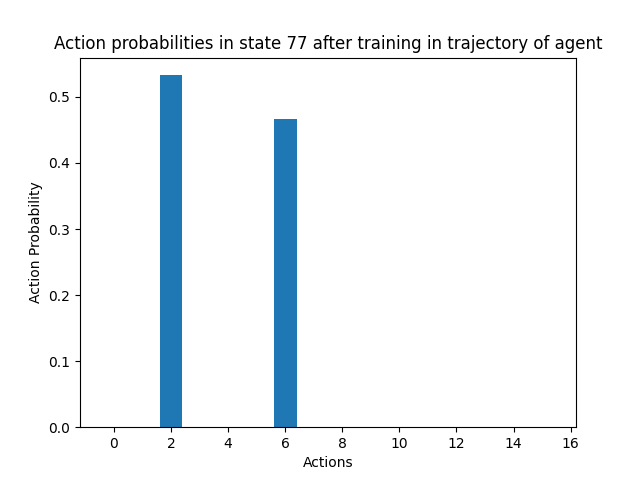 Action probabilities in state 77 after training in trajectory of agent
0.5
0.4
0.3
0.2
0.1
0.0
Action Probability
0 2 4 6 8 10 12 14 16
Actions